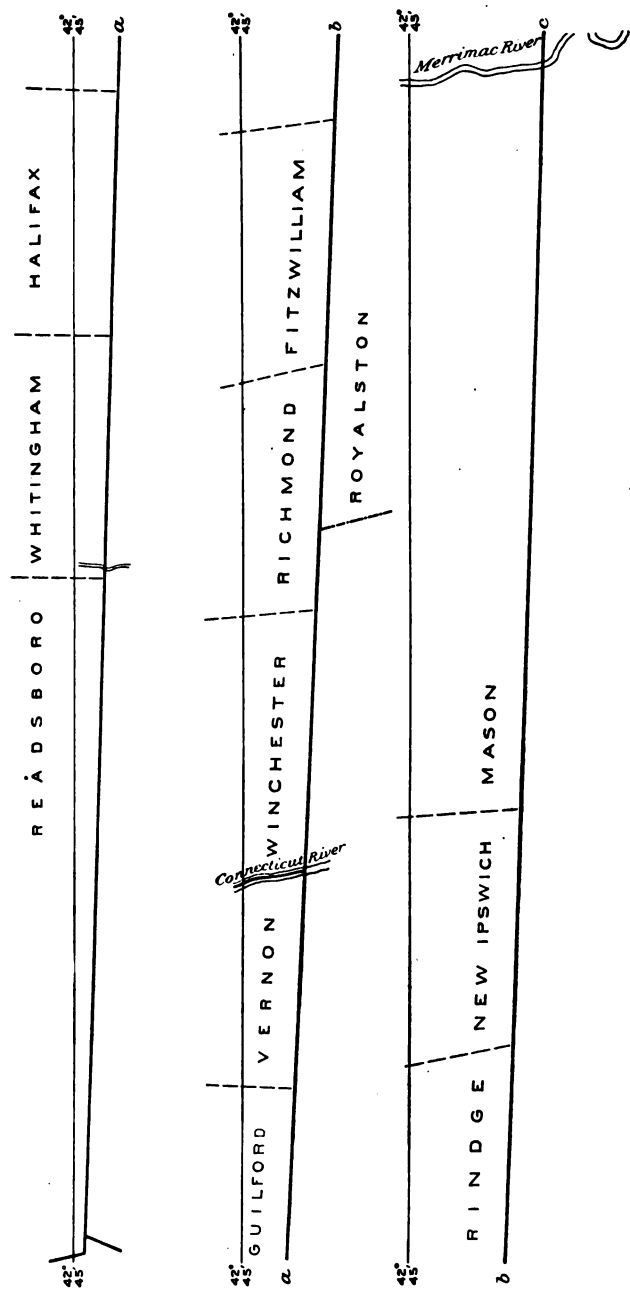 42°
45'
READSBORO
WHITINGHAM
HALIFAX
42°
45'
a
42°
45'
a
GUILFORD
VERNON
Connecticut River
WINCHESTER
RICHMOND
FITZWILLIAM
ROYALSTON
42°
45'
b
42°
45'
b
RINDGE
NEW IPSWICH
MASON
Merrimac River
42°
45'
c